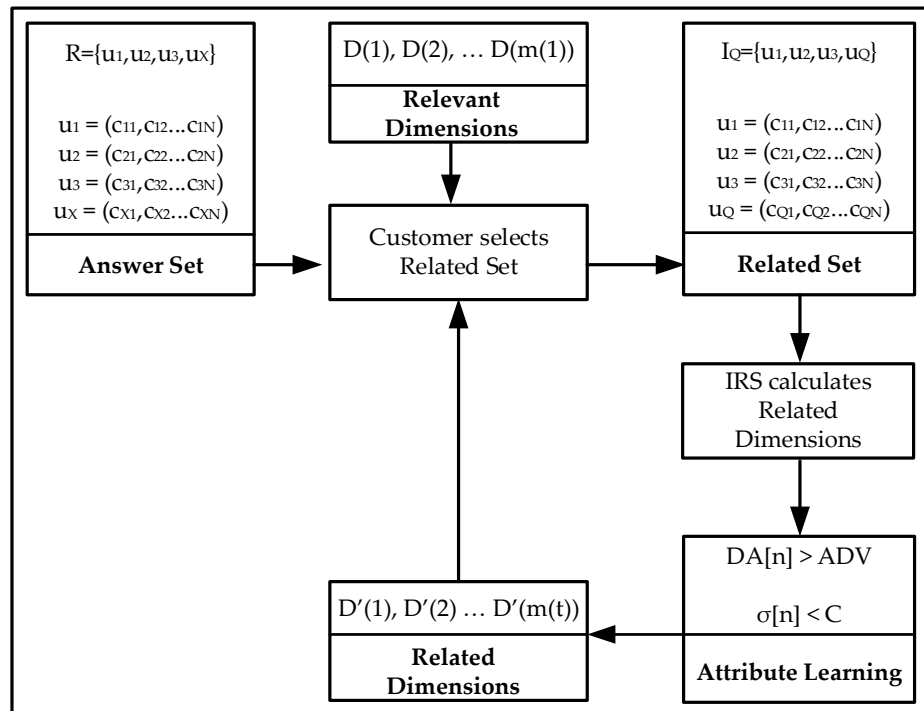 R={u1,u2,u3,uX}
u1 = (c11,c12...c1N)
u2 = (c21,c22...c2N)
u3 = (c31,c32...c3N)
uX = (cX1,cX2...cXN)
Answer Set
D(1), D(2), … D(m(1))
Relevant
Dimensions
Customer selects
Related Set
IQ={u1,u2,u3,uQ}
u1 = (c11,c12...c1N)
u2 = (c21,c22...c2N)
u3 = (c31,c32...c3N)
uQ = (cQ1,cQ2...cQN)
Related Set
IRS calculates
Related
Dimensions
DA[n] > ADV
σ[n] < C
Attribute Learning
D’(1), D’(2) … D’(m(t))
Related
Dimensions